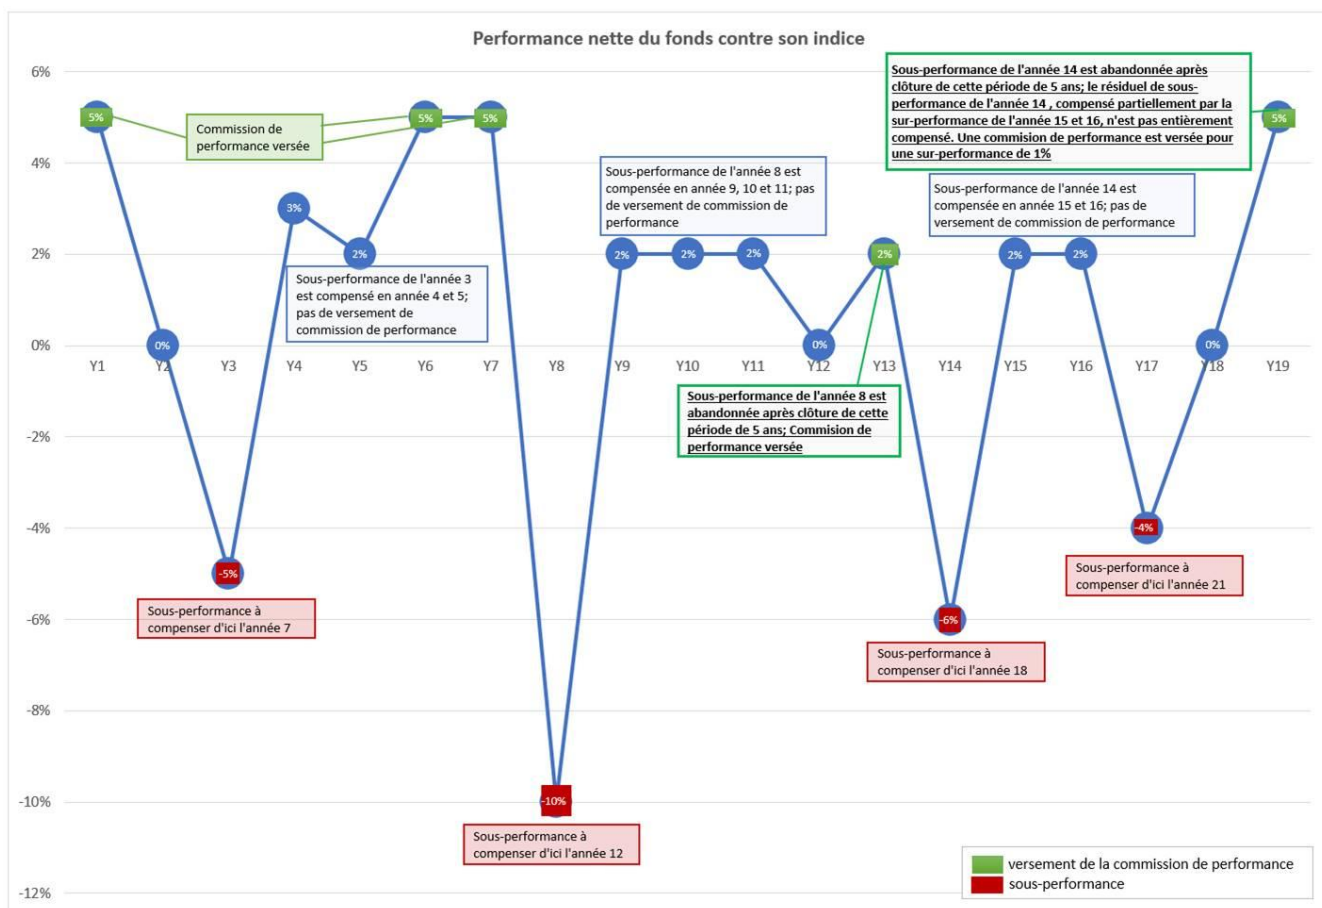 Performance nette du fonds contre son indice
6%
4%
2%
0%
-2%
-4%
-6%
-8%
-10%
-12%
5%
0%
-5%
3%
2%
5%
5%
-10%
2%
2%
2%
0%
2%
-6%
2%
2%
-4%
0%
5%
Y1
Y2
Y3
Y4
Y5
Y6
Y7
Y8
Y9
Y10
Y11
Y12
Y13
Y14
Y15
Y16
Y17
Y18
Y19
Commission de
performance versée
Sous-performance à
compenser d'ici l'année 7
Sous-performance de l'année 3
est compensé en année 4 et 5;
pas de versement de
commission de performance
Sous-performance à
compenser d'ici l'année 12
Sous-performance de l'année 8 est
compensée en année 9, 10 et 11; pas
de versement de commission de
performance
Sous-performance de l'année 8 est
abandonnée après clôture de cette
période de 5 ans; Commision de
performance versée
Sous-performance à
compenser d'ici l'année 18
Sous-performance de l'année 14 est
compensée en année 15 et 16; pas de
versement de commission de performance
Sous-performance à
compenser d'ici l'année 21
Sous-performance de l'année 14 est abandonnée après
clôture de cette période de 5 ans; le résiduel de sous-
performance de l'année 14 , compensé partiellement par la
sur-performance de l'année 15 et 16, n'est pas entièrement
compensé. Une commision de performance est versée pour
une sur-performance de 1%
versement de la commission de performance
sous-performance